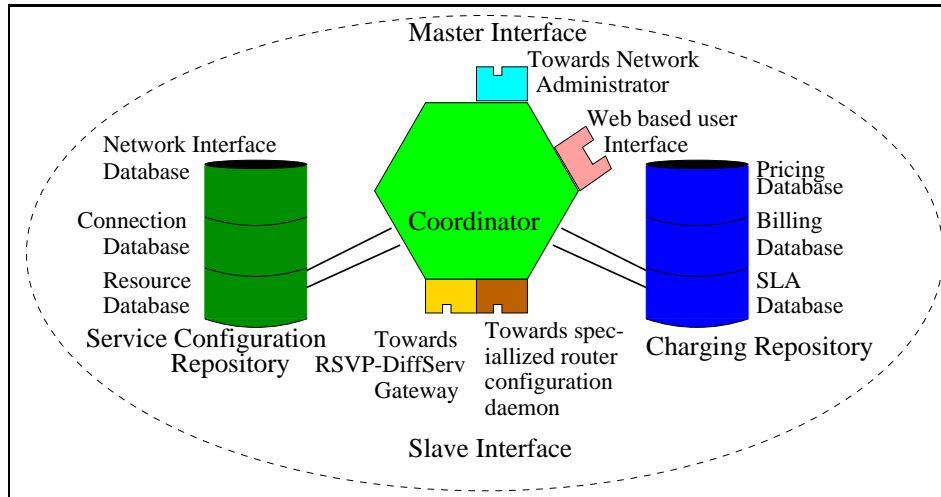 Master Interface
Towards Network
Administrator
Web based user
Interface
Network Interface
Database
Connection
Database
Resource
Database
Service Configuration
Repository
Coordinator
Pricing
Database
Billing
Database
SLA
Database
Charging Repository
Towards
RSVP-DiffServ
Gateway
Towards spec-
iallized router
configuration
daemon
Slave Interface